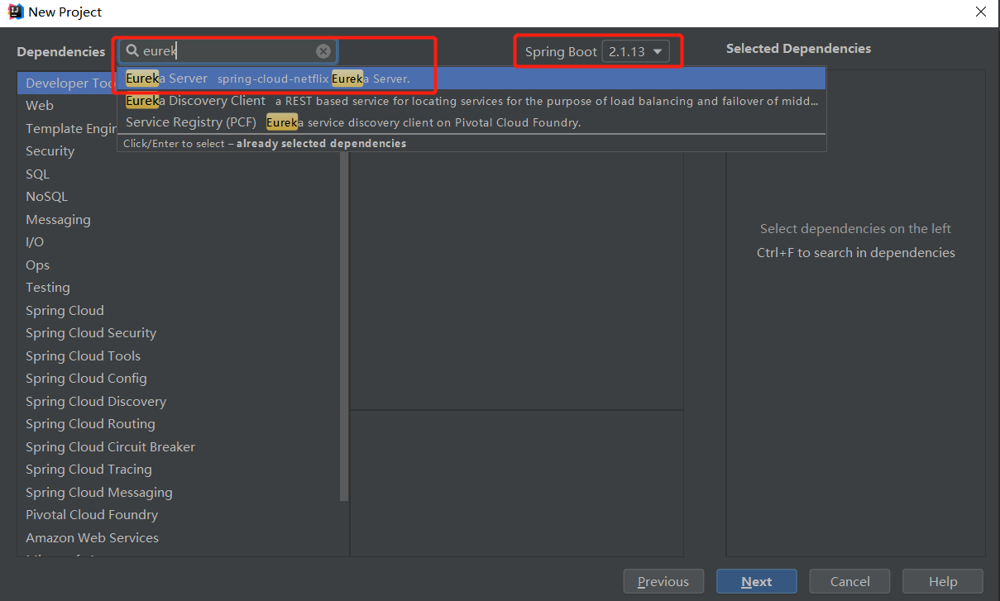 New Project
Dependencies
eurek
Spring Boot 2.1.13
Selected Dependencies
Developer Too
Eureka Server spring-cloud-netflix Eureka Server.
Web
Eureka Discovery Client a REST based service for locating services for the purpose of load balancing and failover of midd...
Template Engin
Service Registry (PCF) Eureka service discovery client on Pivotal Cloud Foundry.
Click/Enter to select – already selected dependencies
Security
SQL
NoSQL
Messaging
I/O
Ops
Testing
Spring Cloud
Spring Cloud Security
Spring Cloud Tools
Spring Cloud Config
Spring Cloud Discovery
Spring Cloud Routing
Spring Cloud Circuit Breaker
Spring Cloud Tracing
Spring Cloud Messaging
Pivotal Cloud Foundry
Amazon Web Services
Select dependencies on the left
Ctrl+F to search in dependencies
Previous
Next
Cancel
Help